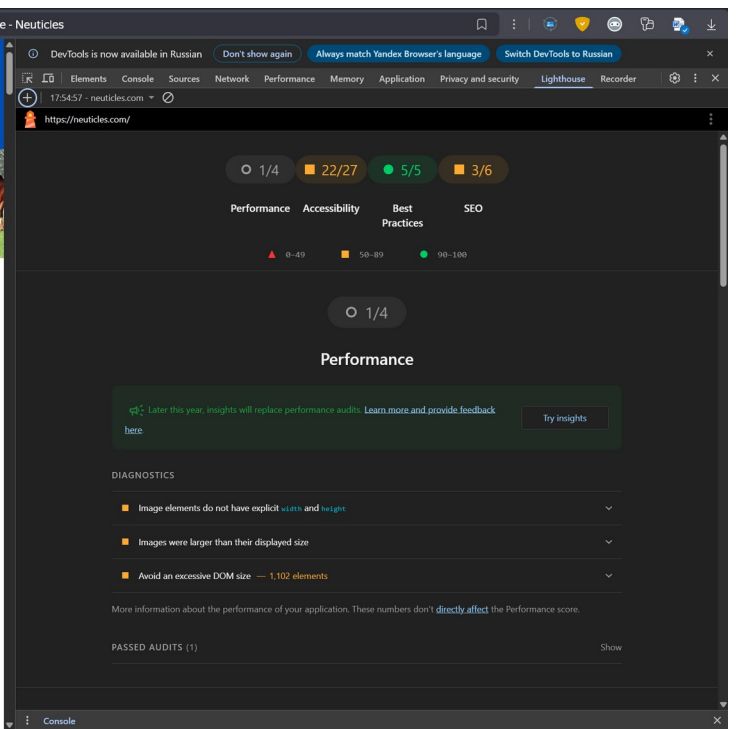 e - Neuticles
DevTools is now available in Russian Don't show again Always match Yandex Browser's language Switch DevTools to Russian
Elements Console Sources Network Performance Memory Application Privacy and security Lighthouse Recorder
17:54:57 - neuticles.com
https://neuticles.com/
1/4 22/27 5/5 3/6
Performance Accessibility Best Practices SEO
0–49 50–89 90–100
1/4
Performance
Later this year, insights will replace performance audits. Learn more and provide feedback
here.
Try insights
DIAGNOSTICS
Image elements do not have explicit width and height
Images were larger than their displayed size
Avoid an excessive DOM size — 1,102 elements
More information about the performance of your application. These numbers don't directly affect the Performance score.
PASSED AUDITS (1) Show
Console